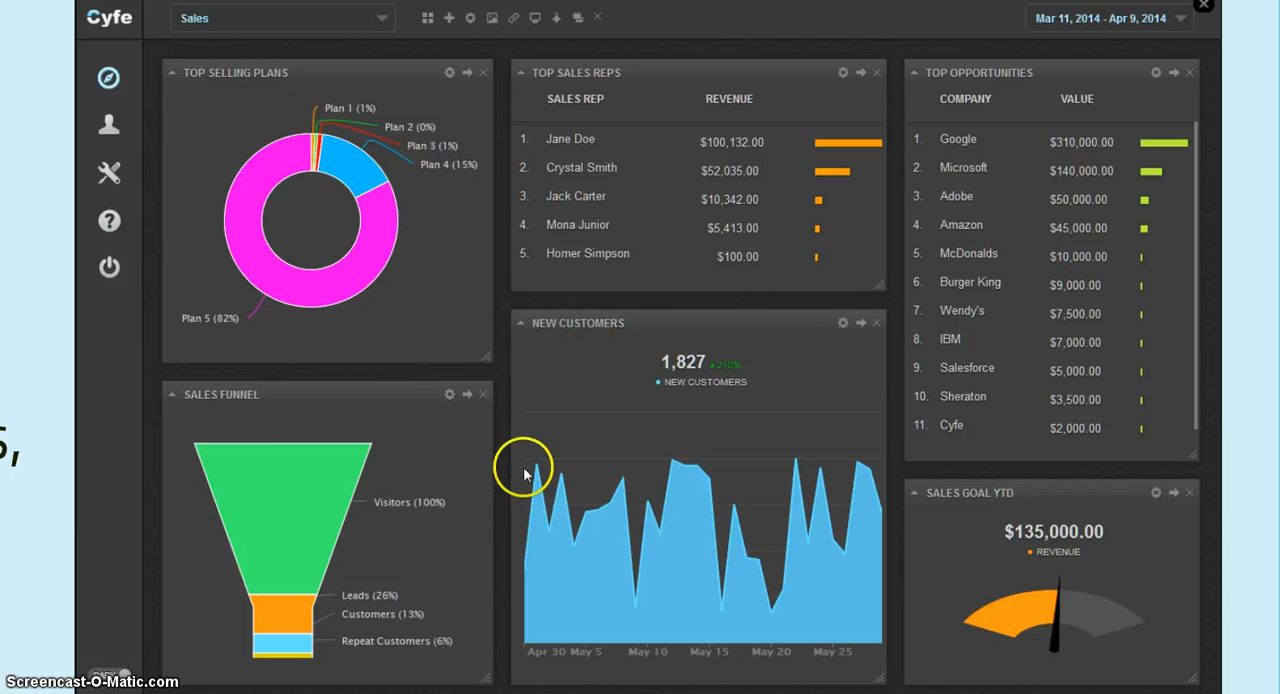 Cyfe
Sales
Mar 11, 2014 - Apr 9, 2014
TOP SELLING PLANS
Plan 1 (1%)
Plan 2 (0%)
Plan 3 (1%)
Plan 4 (15%)
Plan 5 (82%)
TOP SALES REPS
SALES REP REVENUE
1. Jane Doe $100,132.00
2. Crystal Smith $52,035.00
3. Jack Carter $10,342.00
4. Mona Junior $5,413.00
5. Homer Simpson $100.00
TOP OPPORTUNITIES
COMPANY VALUE
1. Google $310,000.00
2. Microsoft $140,000.00
3. Adobe $50,000.00
4. Amazon $45,000.00
5. McDonalds $10,000.00
6. Burger King $9,000.00
7. Wendy's $7,500.00
8. IBM $7,000.00
9. Salesforce $5,000.00
10. Sheraton $3,500.00
11. Cyfe $2,000.00
SALES FUNNEL
Visitors (100%)
Leads (26%)
Customers (13%)
Repeat Customers (6%)
NEW CUSTOMERS
1,827 ▲210%
NEW CUSTOMERS
Apr 30 May 5 May 10 May 15 May 20 May 25
SALES GOAL YTD
$135,000.00
REVENUE
s,
Screencast-O-Matic.com